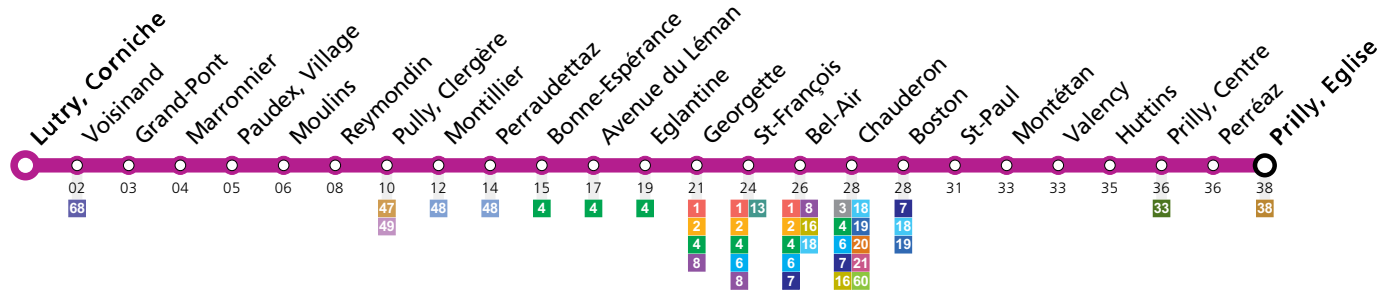 Lutry, Corniche
Voisinand
Grand-Pont
Marronnier
Paudex, Village
Moulins
Reymondin
Pully, Clergère
Montillier
Perraudettaz
Bonne-Espérance
Avenue du Léman
Eglantine
Georgette
St-François
Bel-Air
Chauderon
Boston
St-Paul
Montétan
Valency
Huttins
Prilly, Centre
Perréaz
Prilly, Eglise
02 03 04 05 06 08 10 12 14 15 17 19 21 24 26 28 28 31 33 33 35 36 36 38
68 47 48 48 4 4 4 1 1 13 1 8 3 18 7 33 38
49 2 2 2 16 4 19 18
4 4 4 18 6 20 19
8 6 6 7 21
8 7 16 60